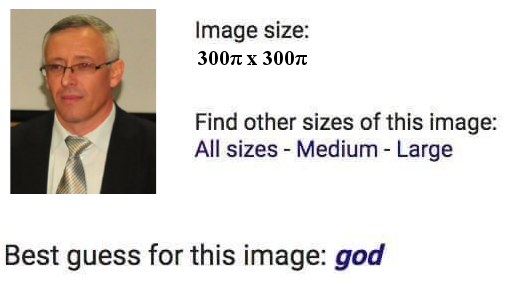 Image size:
300π x 300π
Find other sizes of this image:
All sizes - Medium - Large
Best guess for this image: god